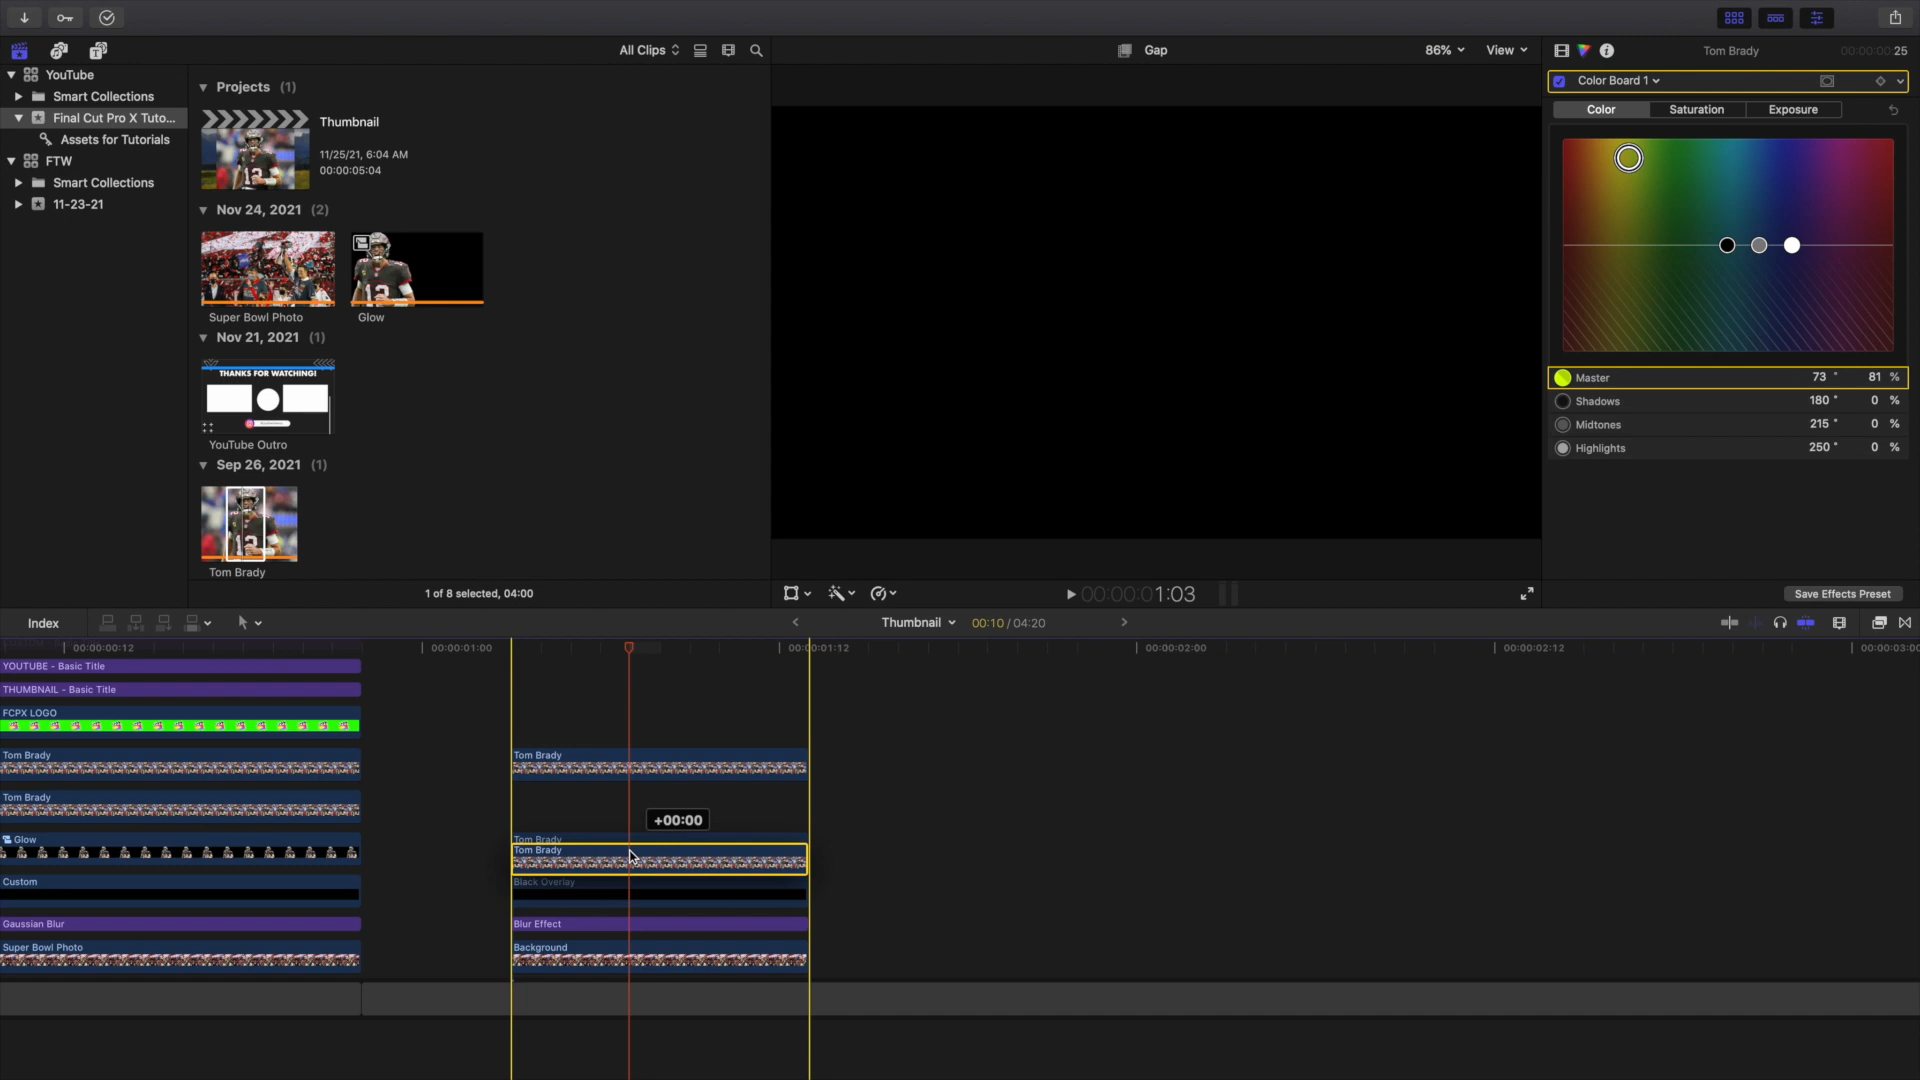 All Clips
Gap
86%
View
Tom Brady
00:00:00:00 25
YouTube
Smart Collections
Final Cut Pro X Tuto...
Assets for Tutorials
FTW
Smart Collections
11-23-21
Projects (1)
Thumbnail
11/25/21, 6:04 AM
00:00:05:04
Nov 24, 2021 (2)
Super Bowl Photo
Glow
Nov 21, 2021 (1)
THANKS FOR WATCHING!
YouTube Outro
Sep 26, 2021 (1)
Tom Brady
1 of 8 selected, 04:00
00:00:01:03
Color Board 1
Color
Saturation
Exposure
Master 73 ° 81 %
Shadows 180 ° 0 %
Midtones 215 ° 0 %
Highlights 250 ° 0 %
Save Effects Preset
Index
Thumbnail
00:10 / 04:20
00:00:00:12
00:00:01:00
00:00:01:12
00:00:02:00
00:00:02:12
00:00:03:00
YOUTUBE - Basic Title
THUMBNAIL - Basic Title
FCPX LOGO
Tom Brady
Tom Brady
Tom Brady
+00:00
Glow
Tom Brady
Tom Brady
Custom
Black Overlay
Gaussian Blur
Blur Effect
Super Bowl Photo
Background